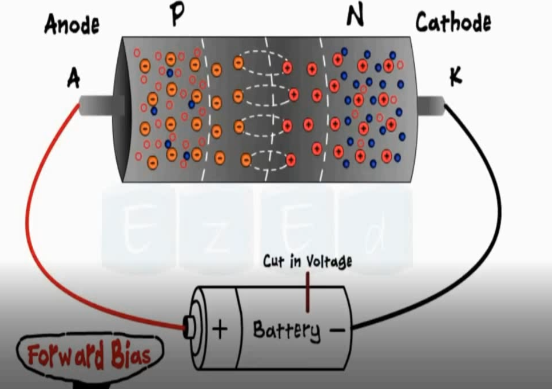 Anode P N Cathode
A K
E z E d
Cut in Voltage
+ Battery -
Forward Bias